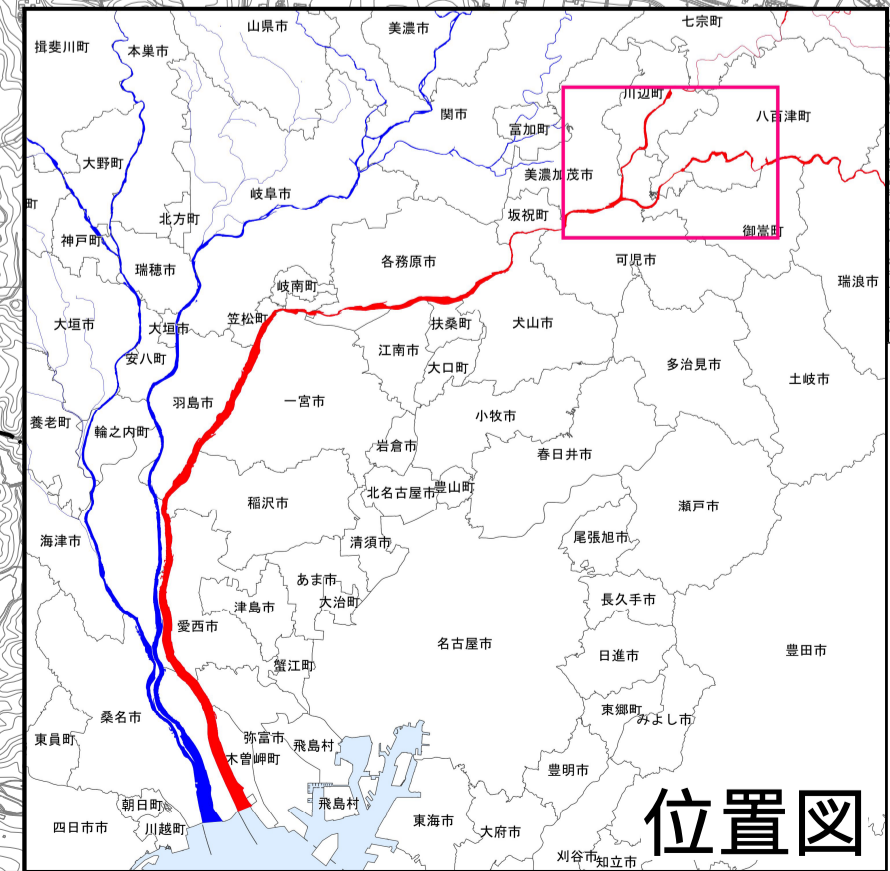 山県市
美濃市
七宗町
揖斐川町
本巣市
川辺町
関市
富加町
八百津町
大野町
美濃加茂市
岐阜市
町
北方町
坂祝町
神戸町
御嵩町
瑞穂市
各務原市
可児市
岐南町
瑞浪市
大垣市
大垣市
笠松町
扶桑町
犬山市
江南市
安八町
大口町
多治見市
土岐市
羽島市
一宮市
小牧市
養老町
輪之内町
岩倉市
春日井市
北名古屋市
豊山町
稲沢市
瀬戸市
海津市
清須市
尾張旭市
あま市
大治町
津島市
長久手市
愛西市
名古屋市
豊田市
日進市
蟹江町
桑名市
東郷町
みよし市
東員町
弥富市
飛島村
木曽岬町
豊明市
朝日町
飛島村
四日市市
川越町
東海市
大府市
位置図
刈谷市
知立市